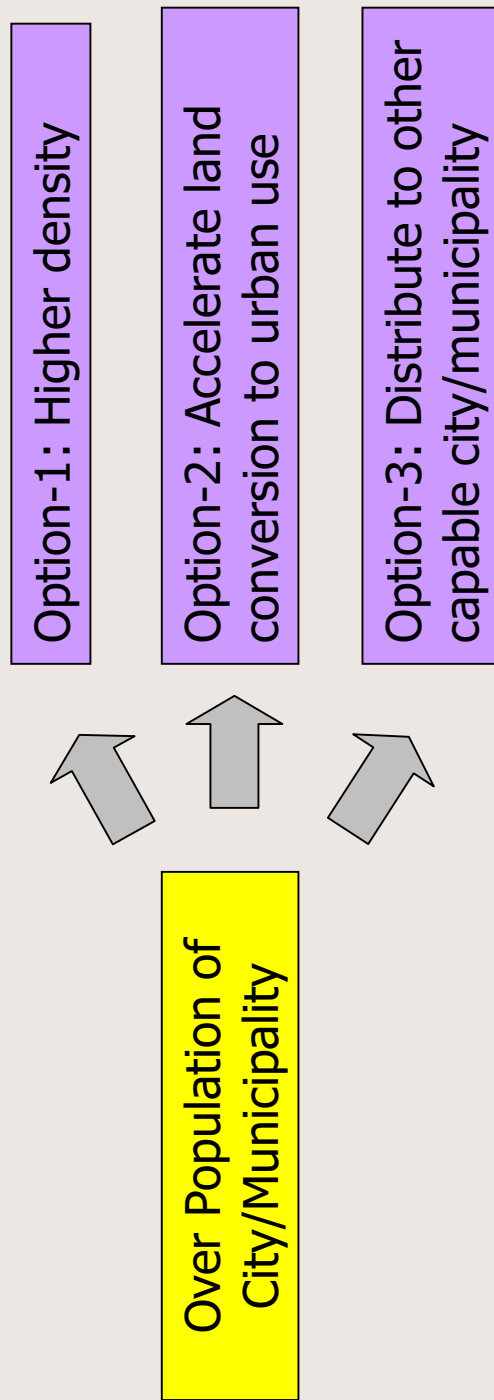 Over Population of
City/Municipality
Option-1: Higher density
Option-2: Accelerate land
conversion to urban use
Option-3: Distribute to other
capable city/municipality